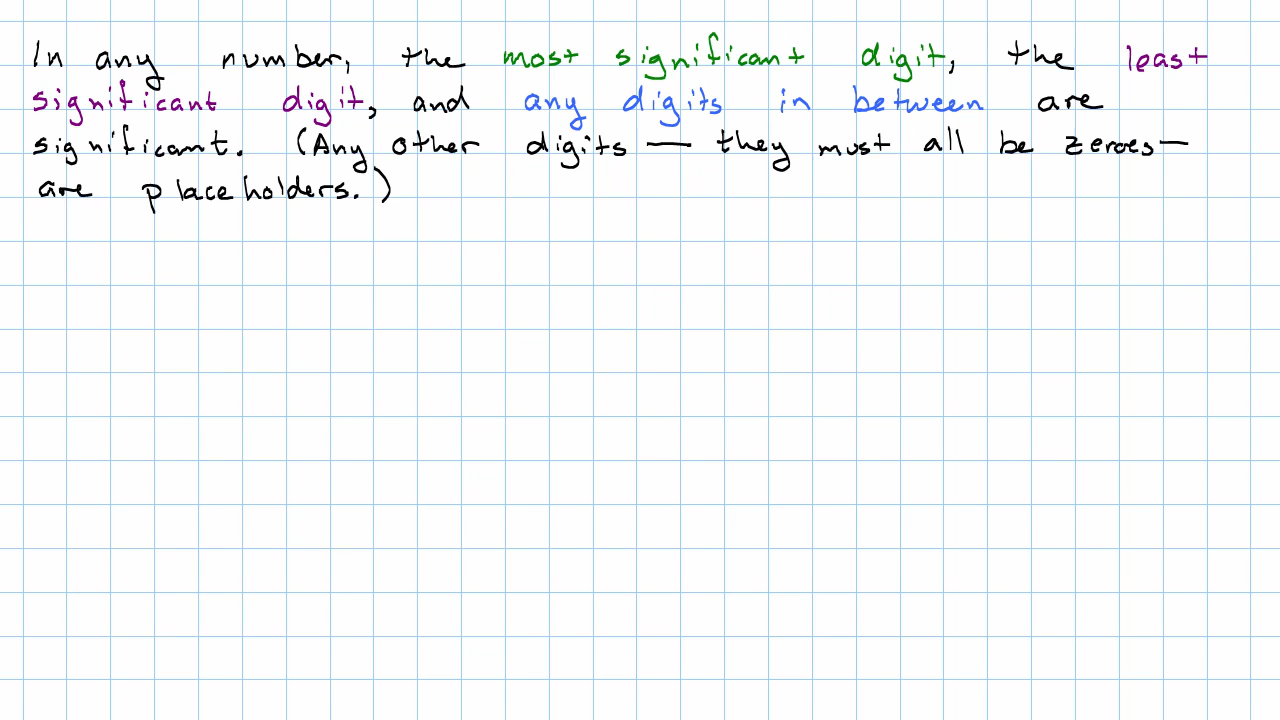 In any number, the most significant digit, the least
significant digit, and any digits in between are
significant. (Any other digits — they must all be zeroes —
are placeholders.)